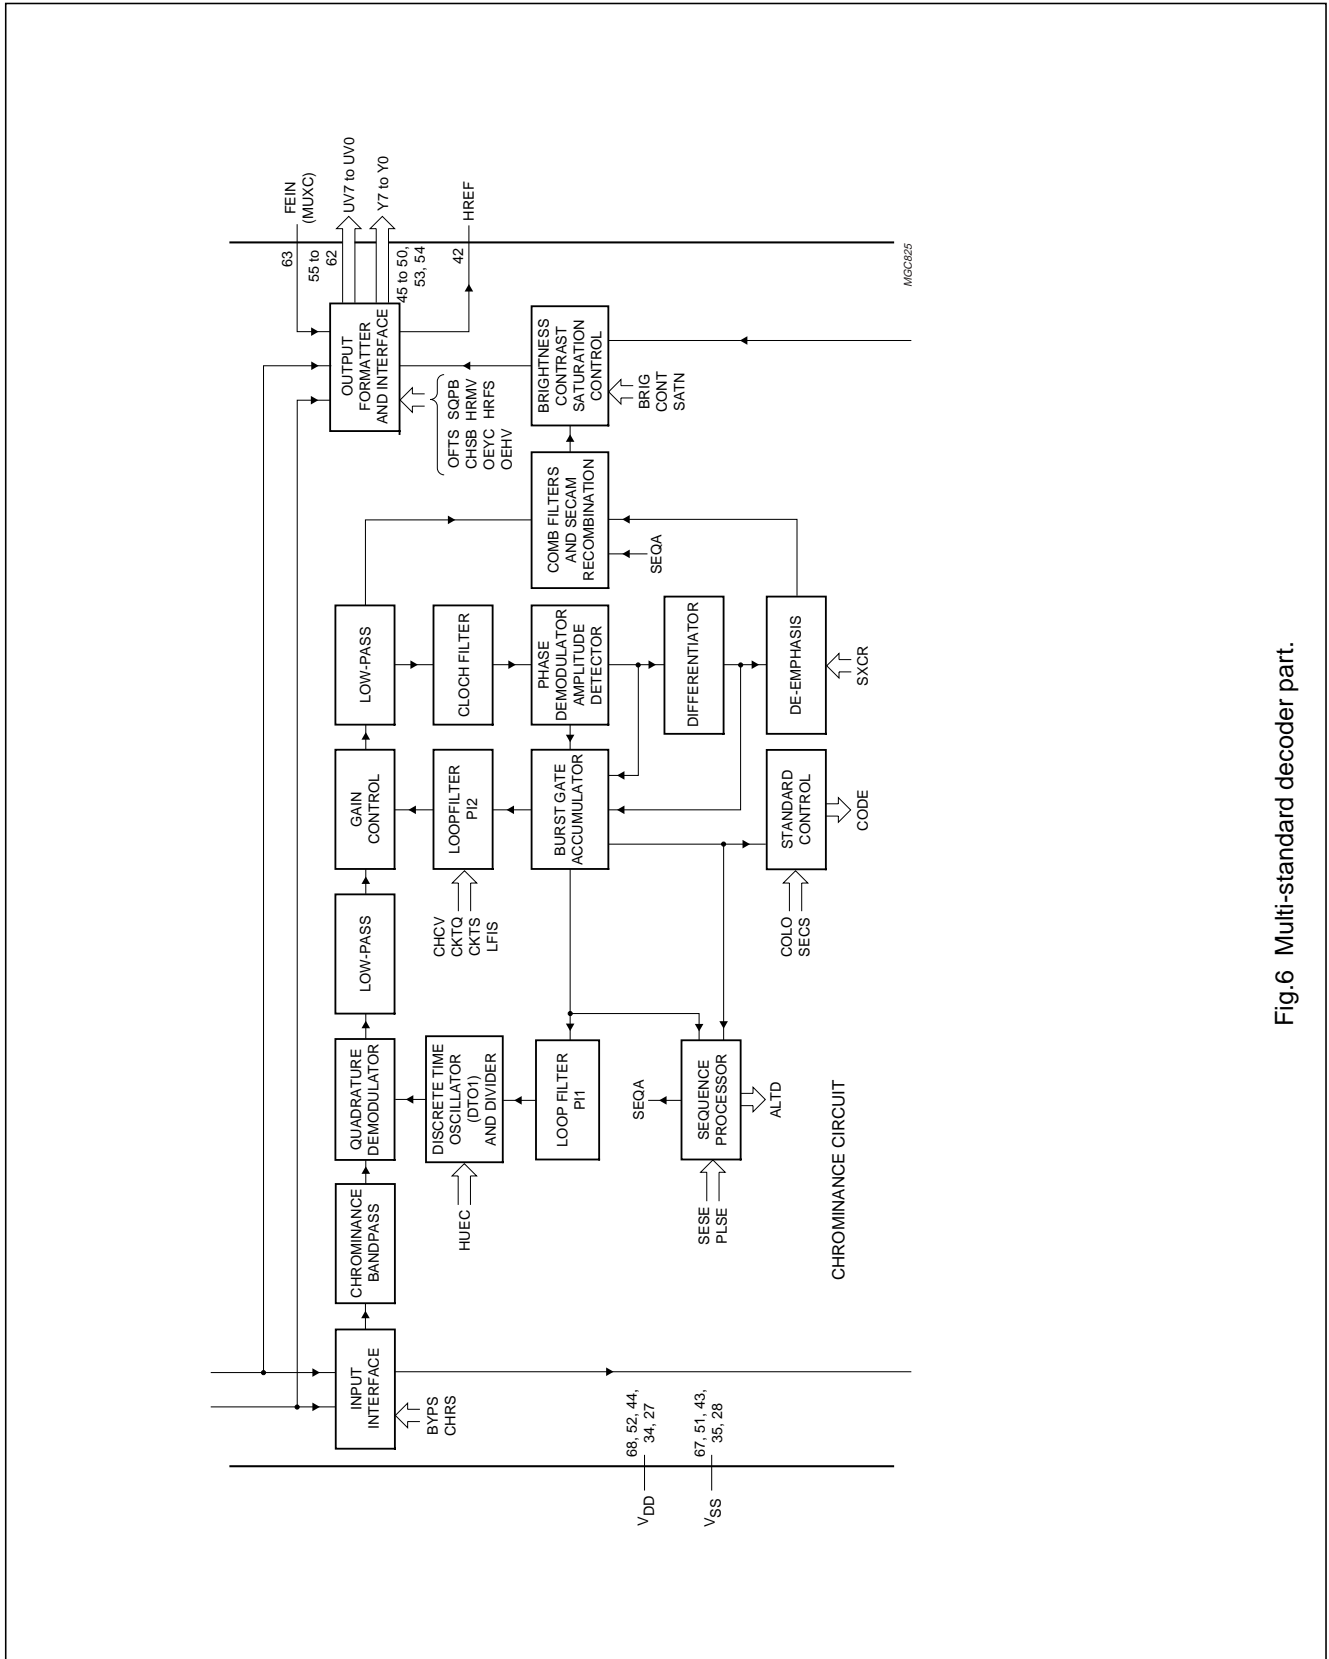 FEIN
(MUXC)
63
55 to
62
UV7 to UV0
Y7 to Y0
45 to 50,
53, 54
42
HREF
OUTPUT
FORMATTER
AND INTERFACE
OFTS SQPB
CHSB HRMV
OEYC HRFS
OEHV
BRIGHTNESS
CONTRAST
SATURATION
CONTROL
BRIG
CONT
SATN
COMB FILTERS
AND SECAM
RECOMBINATION
SEQA
LOW-PASS
CLOCH FILTER
PHASE
DEMODULATOR
AMPLITUDE
DETECTOR
DIFFERENTIATOR
DE-EMPHASIS
SXCR
GAIN
CONTROL
LOOPFILTER
PI2
BURST GATE
ACCUMULATOR
STANDARD
CONTROL
CODE
CHCV
CKTQ
CKTS
LFIS
COLO
SECS
LOW-PASS
QUADRATURE
DEMODULATOR
DISCRETE TIME
OSCILLATOR
(DTO1)
AND DIVIDER
LOOP FILTER
PI1
SEQUENCE
PROCESSOR
SEQA
ALTD
HUEC
SESE
PLSE
CHROMINANCE
BANDPASS
INPUT
INTERFACE
BYPS
CHRS
CHROMINANCE CIRCUIT
68, 52, 44,
34, 27
VDD
67, 51, 43,
35, 28
VSS
MGC825
Fig.6 Multi-standard decoder part.